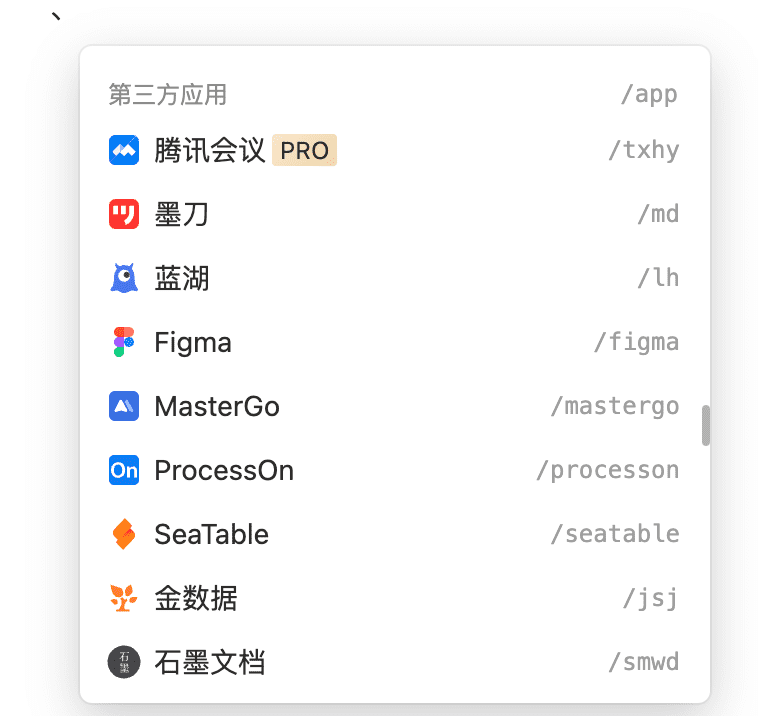 、
第三方应用 /app
腾讯会议 PRO /txhy
墨刀 /md
蓝湖 /lh
Figma /figma
MasterGo /mastergo
On ProcessOn /processon
SeaTable /seatable
金数据 /jsj
石墨 石墨文档 /smwd